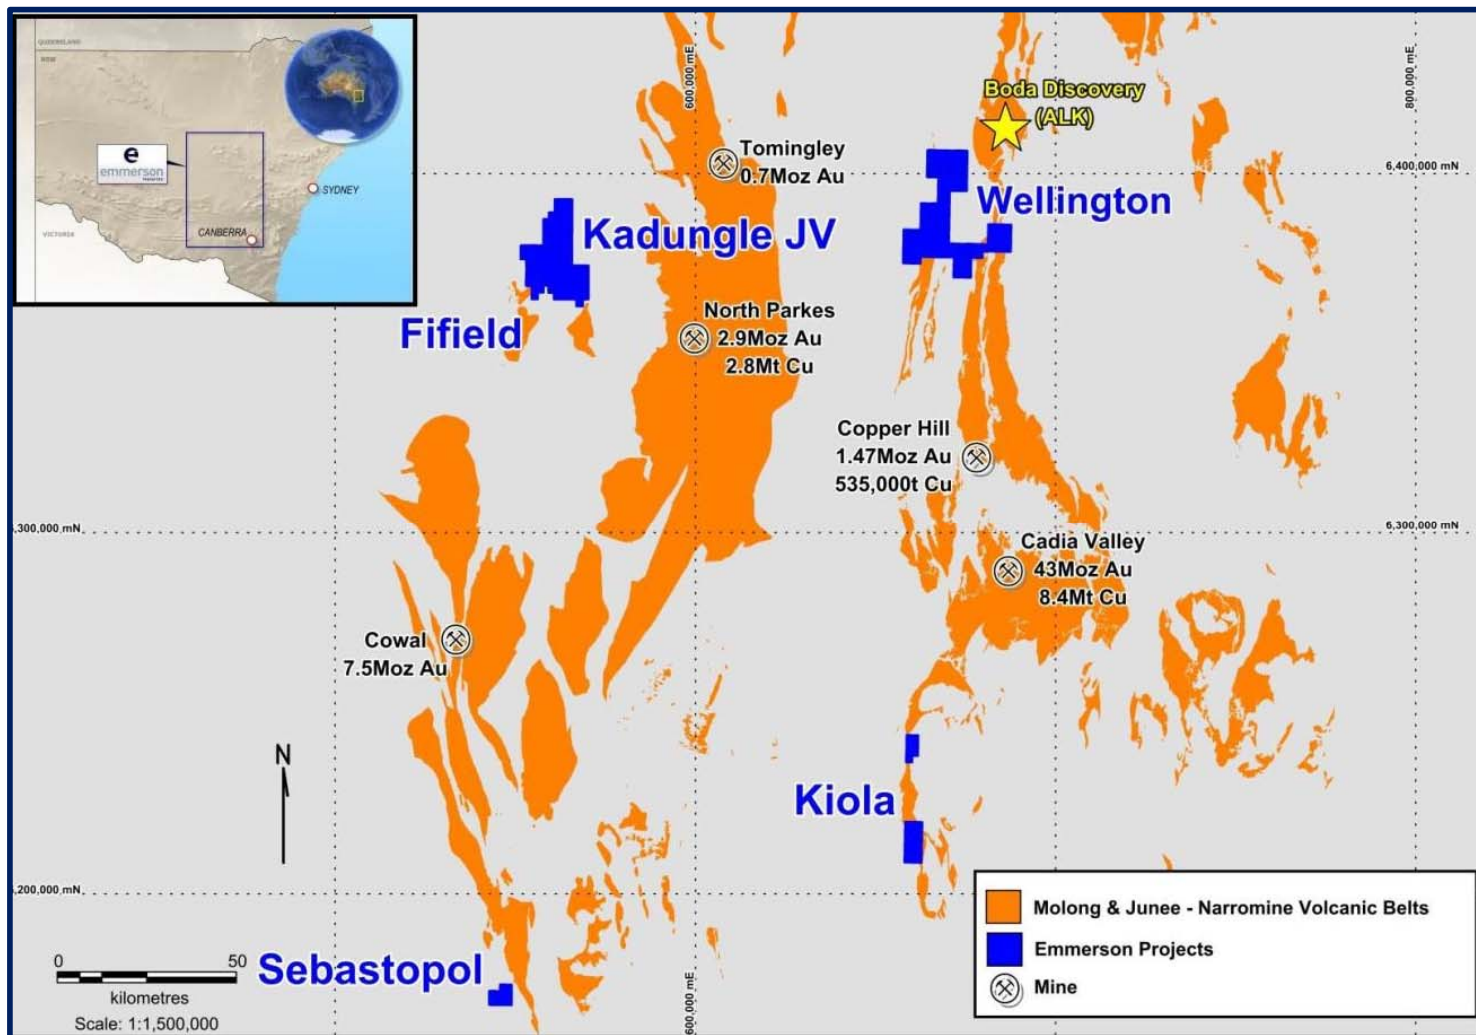 QUEENSLAND
NSW
e
emmerson
SYDNEY
CANBERRA
VICTORIA
600,000 mE
800,000 mE
Boda Discovery
(ALK)
Tomingley
0.7Moz Au
6,400,000 mN
Wellington
Kadungle JV
North Parkes
2.9Moz Au
2.8Mt Cu
Fifield
Copper Hill
1.47Moz Au
535,000t Cu
,300,000 mN
6,300,000 mN
Cadia Valley
43Moz Au
8.4Mt Cu
Cowal
7.5Moz Au
N
Kiola
,200,000 mN
Molong & Junee - Narromine Volcanic Belts
Emmerson Projects
Mine
0 50
kilometres
Scale: 1:1,500,000
Sebastopol
600,000 mE